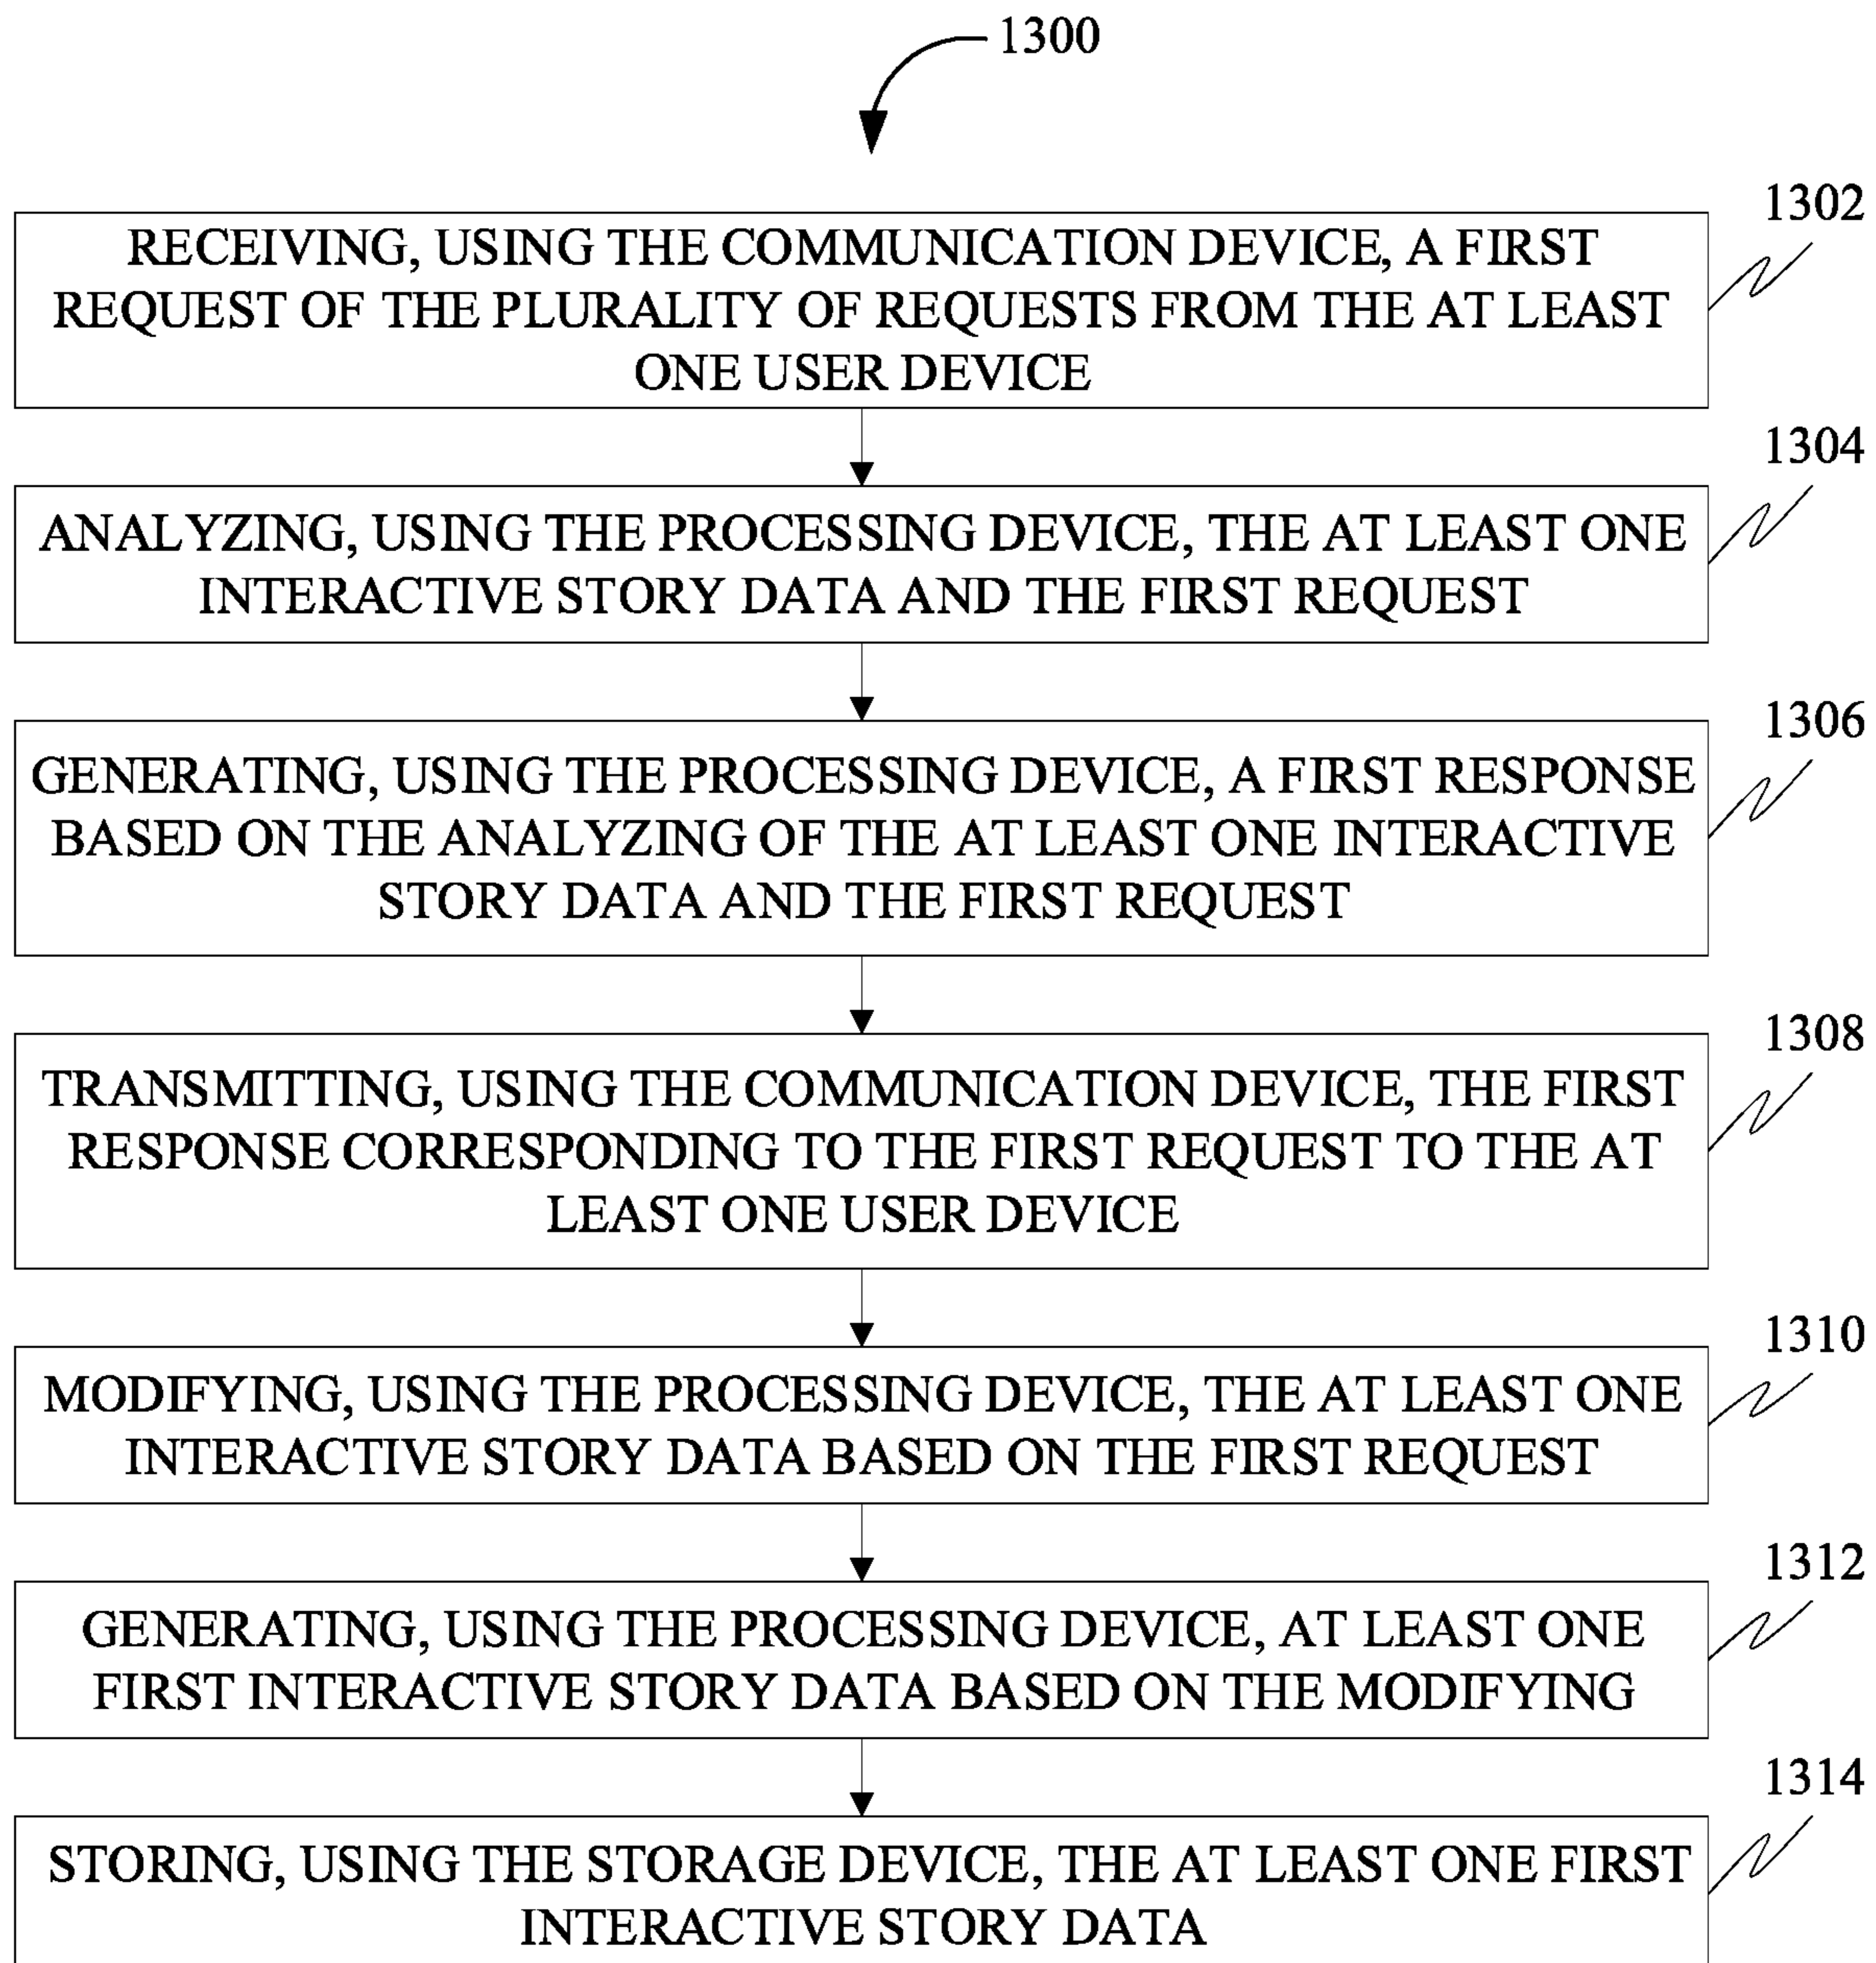 1300
1302
RECEIVING, USING THE COMMUNICATION DEVICE, A FIRST
REQUEST OF THE PLURALITY OF REQUESTS FROM THE AT LEAST
ONE USER DEVICE
1304
ANALYZING, USING THE PROCESSING DEVICE, THE AT LEAST ONE
INTERACTIVE STORY DATA AND THE FIRST REQUEST
1306
GENERATING, USING THE PROCESSING DEVICE, A FIRST RESPONSE
BASED ON THE ANALYZING OF THE AT LEAST ONE INTERACTIVE
STORY DATA AND THE FIRST REQUEST
1308
TRANSMITTING, USING THE COMMUNICATION DEVICE, THE FIRST
RESPONSE CORRESPONDING TO THE FIRST REQUEST TO THE AT
LEAST ONE USER DEVICE
1310
MODIFYING, USING THE PROCESSING DEVICE, THE AT LEAST ONE
INTERACTIVE STORY DATA BASED ON THE FIRST REQUEST
1312
GENERATING, USING THE PROCESSING DEVICE, AT LEAST ONE
FIRST INTERACTIVE STORY DATA BASED ON THE MODIFYING
1314
STORING, USING THE STORAGE DEVICE, THE AT LEAST ONE FIRST
INTERACTIVE STORY DATA